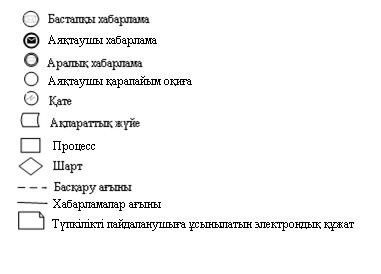 Бастапқы хабарлама
Аяқтаушы хабарлама
Аралық хабарлама
Аяқтаушы қарапайым оқиға
Қате
Ақпараттық жүйе
Процесс
Шарт
Басқару ағыны
Хабарламалар ағыны
Түпкілікті пайдаланушыға ұсынылатын электрондық құжат